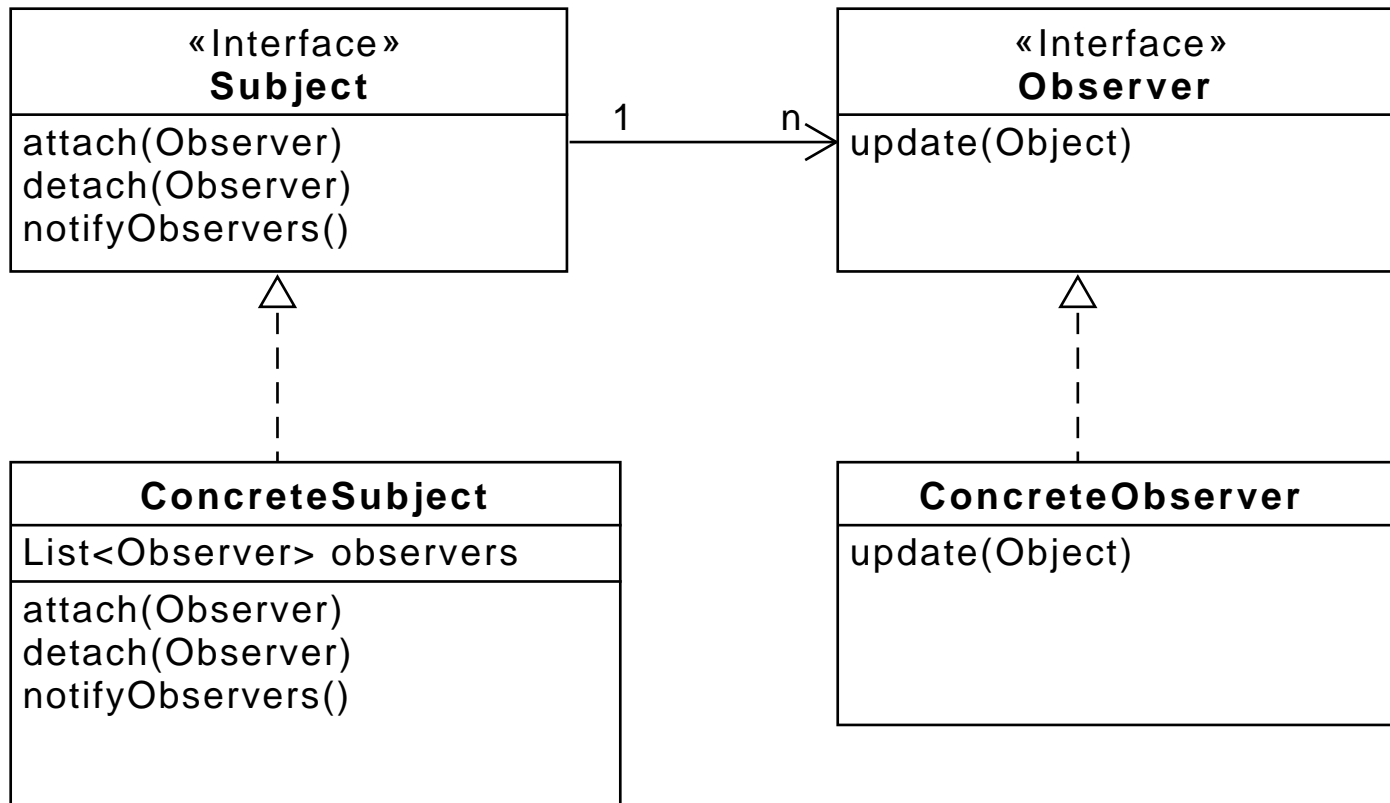 «Interface»
Subject
attach(Observer)
detach(Observer)
notifyObservers()
1
n
«Interface»
Observer
update(Object)
ConcreteSubject
List<Observer> observers
attach(Observer)
detach(Observer)
notifyObservers()
ConcreteObserver
update(Object)